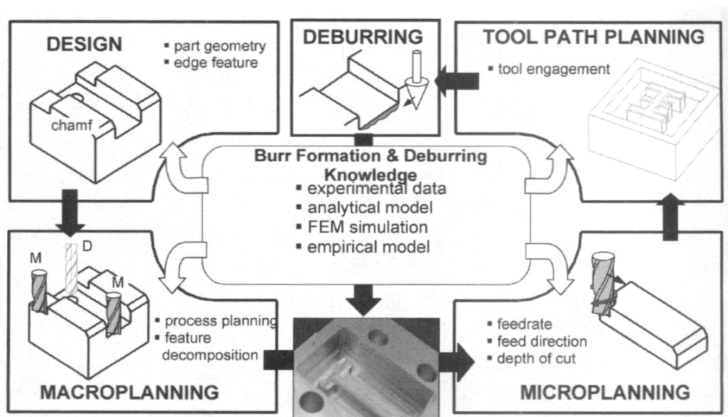 DESIGN
▪ part geometry
▪ edge feature
chamf
DEBURRING
TOOL PATH PLANNING
▪ tool engagement
Burr Formation & Deburring
Knowledge
▪ experimental data
▪ analytical model
▪ FEM simulation
▪ empirical model
M
D
M
▪ process planning
▪ feature
decomposition
MACROPLANNING
▪ feedrate
▪ feed direction
▪ depth of cut
MICROPLANNING